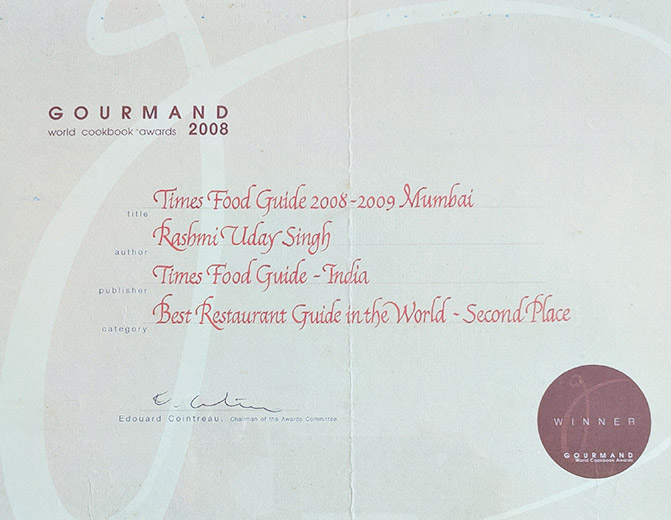 GOURMAND
world cookbook awards 2008
title Times Food Guide 2008-2009 Mumbai
author Rashmi Uday Singh
publisher Times Food Guide - India
category Best Restaurant Guide in the World - Second Place
Edouard Cointreau, Chairman of the Awards Committee
WINNER
GOURMAND
World Cookbook Awards